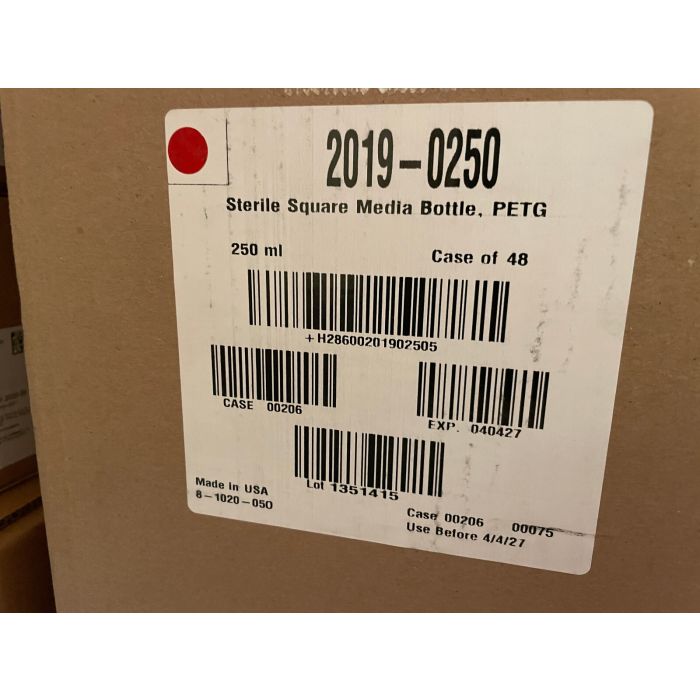 2019-0250
Sterile Square Media Bottle, PETG
250 ml Case of 48
+H28600201902505
CASE 00206
EXP. 040427
Lot 1351415
Made in USA
8-1020-050
Case 00206 00075
Use Before 4/4/27